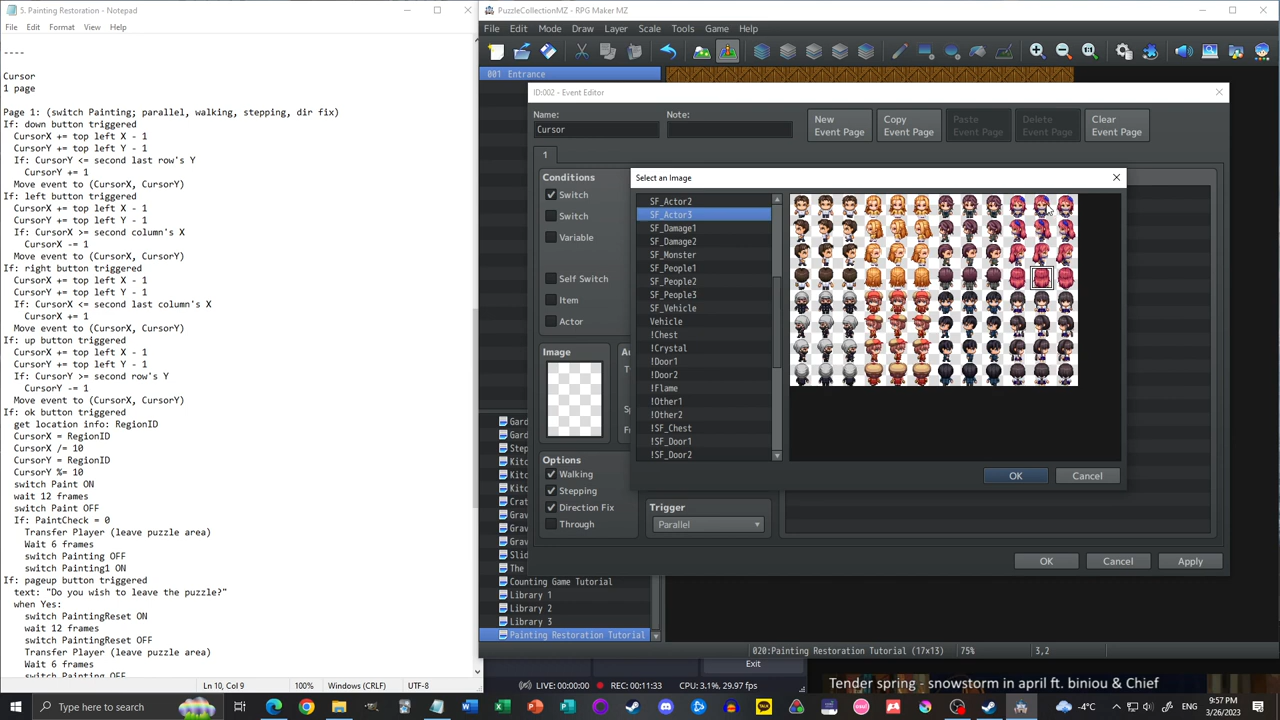 5. Painting Restoration - Notepad
File Edit Format View Help
----
Cursor
1 page
Page 1: (switch Painting; parallel, walking, stepping, dir fix)
If: down button triggered
CursorX += top left X - 1
CursorY += top left Y - 1
If: CursorY <= second last row's Y
CursorY += 1
Move event to (CursorX, CursorY)
If: left button triggered
CursorX += top left X - 1
CursorY += top left Y - 1
If: CursorX >= second column's X
CursorX -= 1
Move event to (CursorX, CursorY)
If: right button triggered
CursorX += top left X - 1
CursorY += top left Y - 1
If: CursorX <= second last column's X
CursorX += 1
Move event to (CursorX, CursorY)
If: up button triggered
CursorX += top left X - 1
CursorY += top left Y - 1
If: CursorY >= second row's Y
CursorY -= 1
Move event to (CursorX, CursorY)
If: ok button triggered
get location info: RegionID
CursorX = RegionID
CursorX /= 10
CursorY = RegionID
CursorY %= 10
switch Paint ON
wait 12 frames
switch Paint OFF
If: PaintCheck = 0
Transfer Player (leave puzzle area)
Wait 6 frames
switch Painting OFF
switch Painting1 ON
If: pageup button triggered
text: "Do you wish to leave the puzzle?"
when Yes:
switch PaintingReset ON
wait 12 frames
switch PaintingReset OFF
Transfer Player (leave puzzle area)
Wait 6 frames
switch Painting OFF
Ln 10, Col 9 100% Windows (CRLF) UTF-8
PuzzleCollectionMZ - RPG Maker MZ
File Edit Mode Draw Layer Scale Tools Game Help
001 Entrance
ID:002 - Event Editor
Name: Note:
Cursor
New Event Page
Copy Event Page
Paste Event Page
Delete Event Page
Clear Event Page
1
Conditions
Switch
Switch
Variable
Self Switch
Item
Actor
Image
Options
Walking
Stepping
Direction Fix
Through
Trigger
Parallel
OK Cancel Apply
Select an Image
SF_Actor2
SF_Actor3
SF_Damage1
SF_Damage2
SF_Monster
SF_People1
SF_People2
SF_People3
SF_Vehicle
Vehicle
!Chest
!Crystal
!Door1
!Door2
!Flame
!Other1
!Other2
!SF_Chest
!SF_Door1
!SF_Door2
OK Cancel
Gard
Gard
Step
Kitc
Kitc
Kitc
Crat
Grav
Grav
Grav
Slid
The
Counting Game Tutorial
Library 1
Library 2
Library 3
Painting Restoration Tutorial
020:Painting Restoration Tutorial (17x13) 75% 3,2
Exit
LIVE: 00:00:00 REC: 00:11:33 CPU: 3.1%, 29.97 fps
Tender spring - snowstorm in april ft. biniou & Chief
Type here to search
-4°C
ENG
9:57 PM
3/26/2023